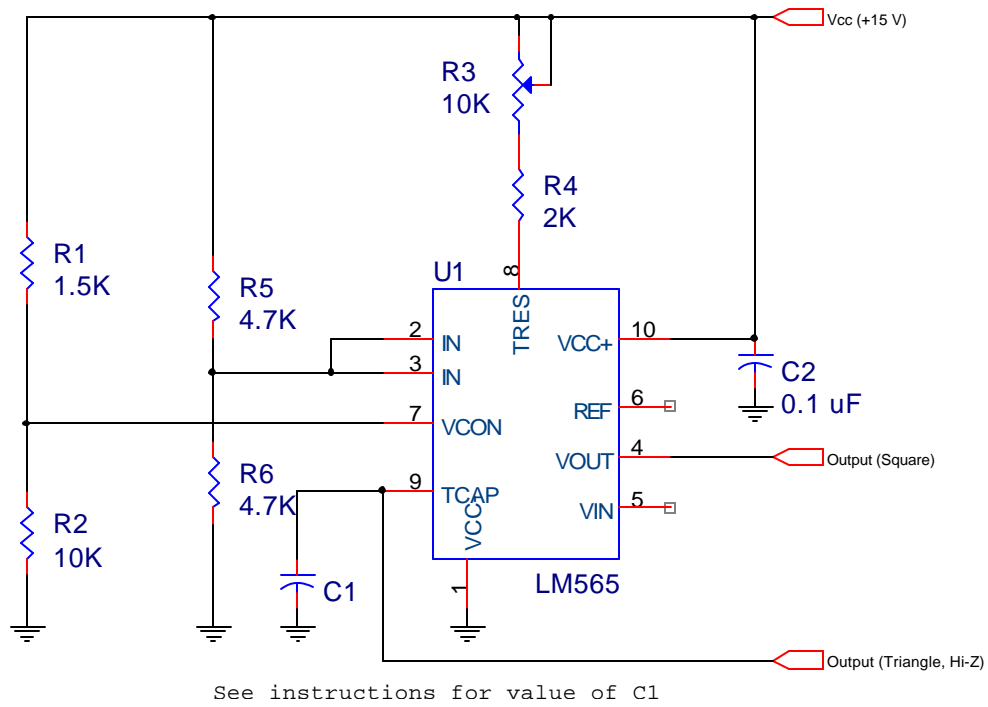 Vcc (+15 V)
R3
10K
R4
2K
R1
1.5K
R5
4.7K
U1
8
TRES
2
IN
3
IN
7
VCON
9
TCAP
VCC
1
10
VCC+
6
REF
4
VOUT
5
VIN
C2
0.1 uF
Output (Square)
R6
4.7K
R2
10K
C1
LM565
Output (Triangle, Hi-Z)
See instructions for value of C1